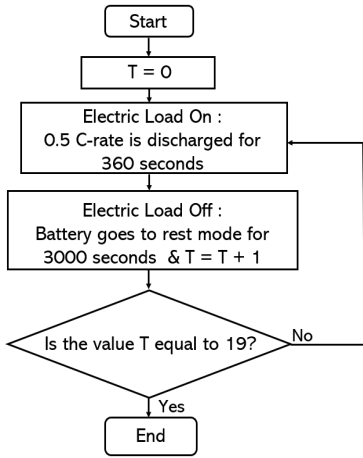 Start
T = 0
Electric Load On :
0.5 C-rate is discharged for
360 seconds
Electric Load Off :
Battery goes to rest mode for
3000 seconds & T = T + 1
Is the value T equal to 19?
No
Yes
End